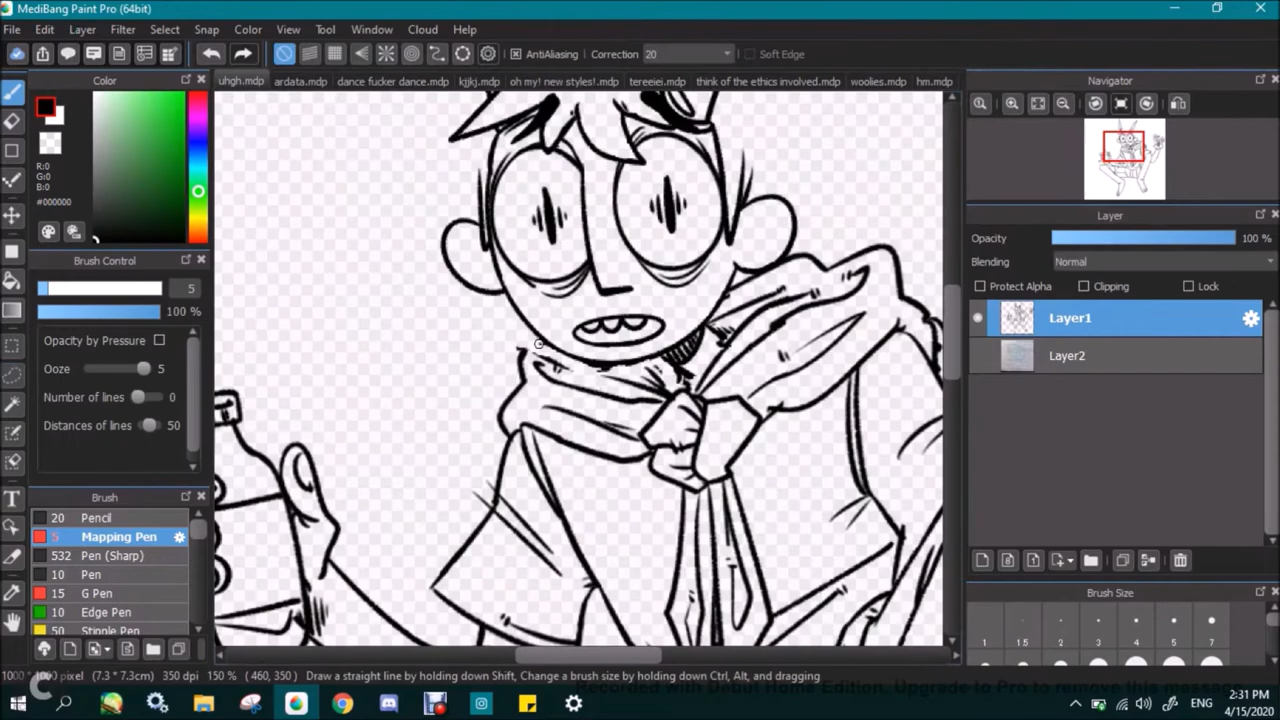 MediBang Paint Pro (64bit)
File Edit Layer Filter Select Snap Color View Tool Window Cloud Help
AntiAliasing Correction 20 Soft Edge
Color
uhgh.mdp ardata.mdp dance fucker dance.mdp kjjkj.mdp oh my! new styles!.mdp tereeiei.mdp think of the ethics involved.mdp woolies.mdp hm.mdp
Navigator
R:0
G:0
B:0
#000000
Layer
Opacity 100 %
Blending Normal
Protect Alpha Clipping Lock
Brush Control
5
100 %
Opacity by Pressure
Ooze 5
Number of lines 0
Distances of lines 50
Layer1
Layer2
Brush
20 Pencil
5 Mapping Pen
532 Pen (Sharp)
10 Pen
15 G Pen
10 Edge Pen
50 Stipple Pen
Brush Size
1 1.5 2 3 4 5 7
1000 * 1000 pixel (7.3 * 7.3cm) 350 dpi 150 % (460, 350) Draw a straight line by holding down Shift, Change a brush size by holding down Ctrl, Alt, and dragging
Recorded with Debut Home Edition. Upgrade to Pro to remove this message.
ENG
2:31 PM
4/15/2020